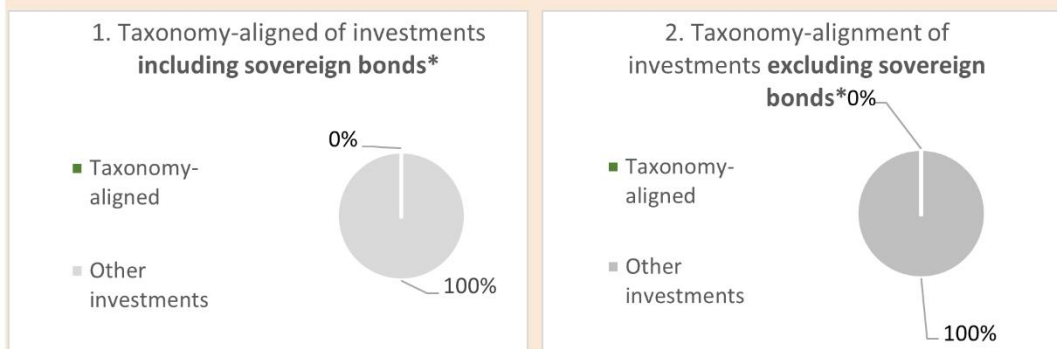 1. Taxonomy-aligned of investments
including sovereign bonds*
0%
Taxonomy-
aligned
Other
investments
100%
2. Taxonomy-alignment of
investments excluding sovereign
bonds*0%
Taxonomy-
aligned
Other
investments
100%